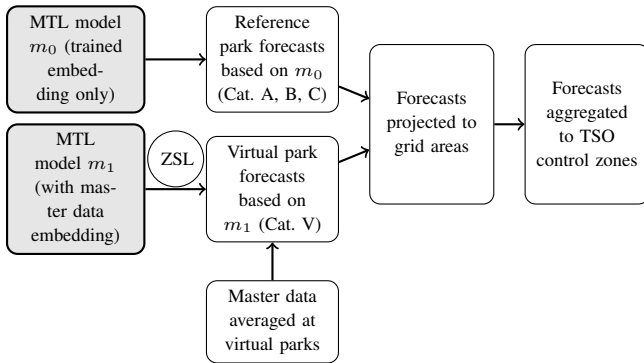 MTL model
m₀ (trained
embed-
ding only)
Reference
park forecasts
based on m₀
(Cat. A, B, C)
Forecasts
projected to
grid areas
Forecasts
aggregated
to TSO
control zones
MTL
model m₁
(with mas-
ter data
embedding)
ZSL
Virtual park
forecasts
based on
m₁ (Cat. V)
Master data
averaged at
virtual parks